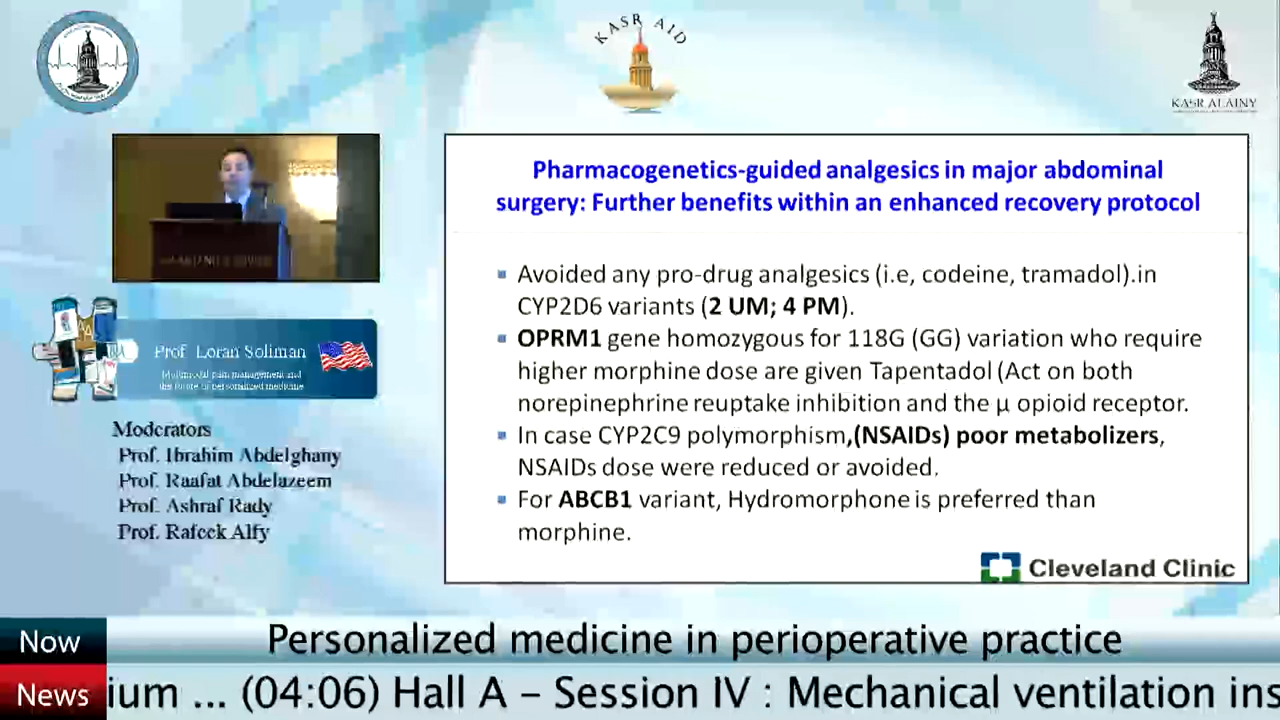 KASR AID
KASR ALAINY
Pharmacogenetics-guided analgesics in major abdominal
surgery: Further benefits within an enhanced recovery protocol
Avoided any pro-drug analgesics (i.e, codeine, tramadol).in
CYP2D6 variants (2 UM; 4 PM).
OPRM1 gene homozygous for 118G (GG) variation who require
higher morphine dose are given Tapentadol (Act on both
norepinephrine reuptake inhibition and the µ opioid receptor.
In case CYP2C9 polymorphism,(NSAIDs) poor metabolizers,
NSAIDs dose were reduced or avoided.
For ABCB1 variant, Hydromorphone is preferred than
morphine.
Cleveland Clinic
Prof. Loran Soliman
Multimodal pain management and
the future of personalized medicine
Moderators
Prof. Ibrahim Abdelghany
Prof. Raafat Abdelazeem
Prof. Ashraf Rady
Prof. Rafeek Alfy
Now
Personalized medicine in perioperative practice
News
ium ... (04:06) Hall A – Session IV : Mechanical ventilation ins